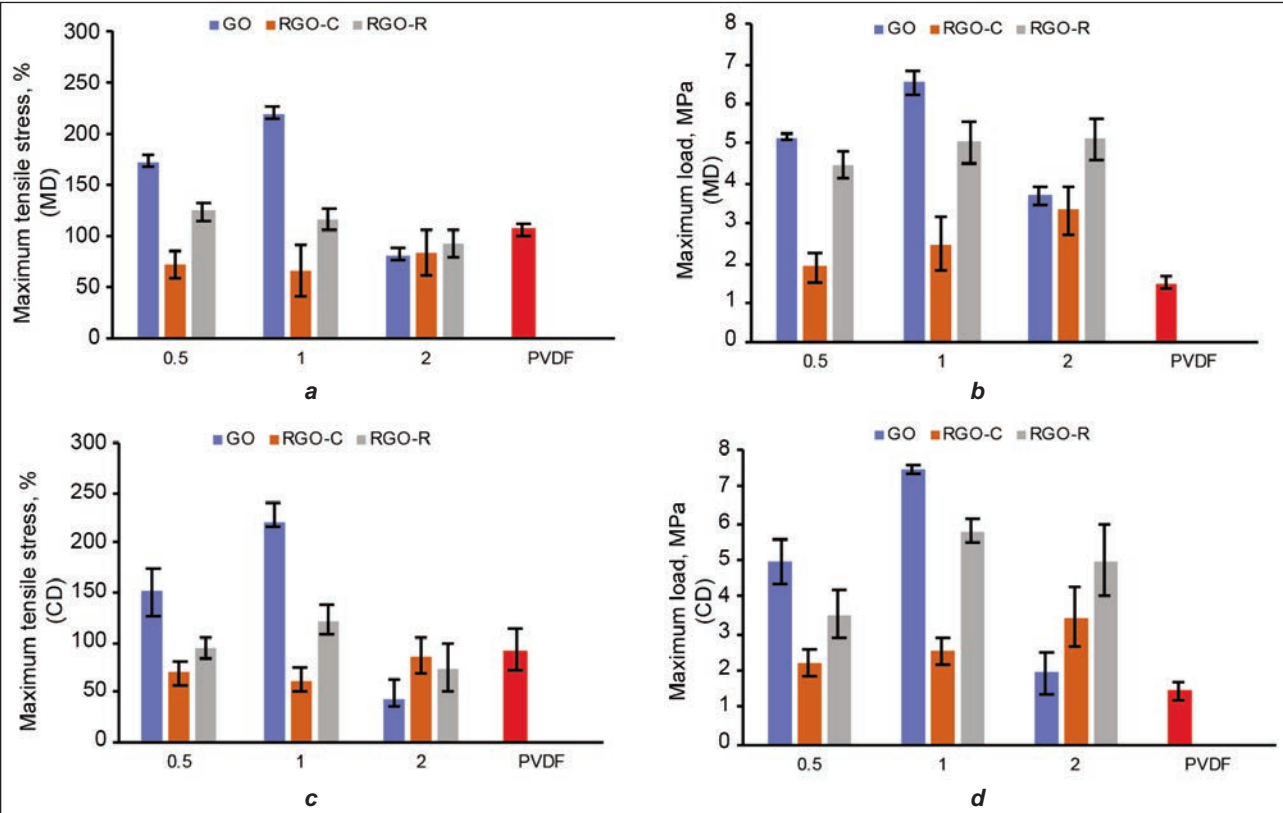 GO RGO-C RGO-R
Maximum tensile stress, %
(MD)
300
250
200
150
100
50
0
0.5 1 2 PVDF
a
GO RGO-C RGO-R
Maximum load, MPa
(MD)
8
7
6
5
4
3
2
1
0
0.5 1 2 PVDF
b
GO RGO-C RGO-R
Maximum tensile stress, %
(CD)
300
250
200
150
100
50
0
0.5 1 2 PVDF
c
GO RGO-C RGO-R
Maximum load, MPa
(CD)
8
7
6
5
4
3
2
1
0
0.5 1 2 PVDF
d